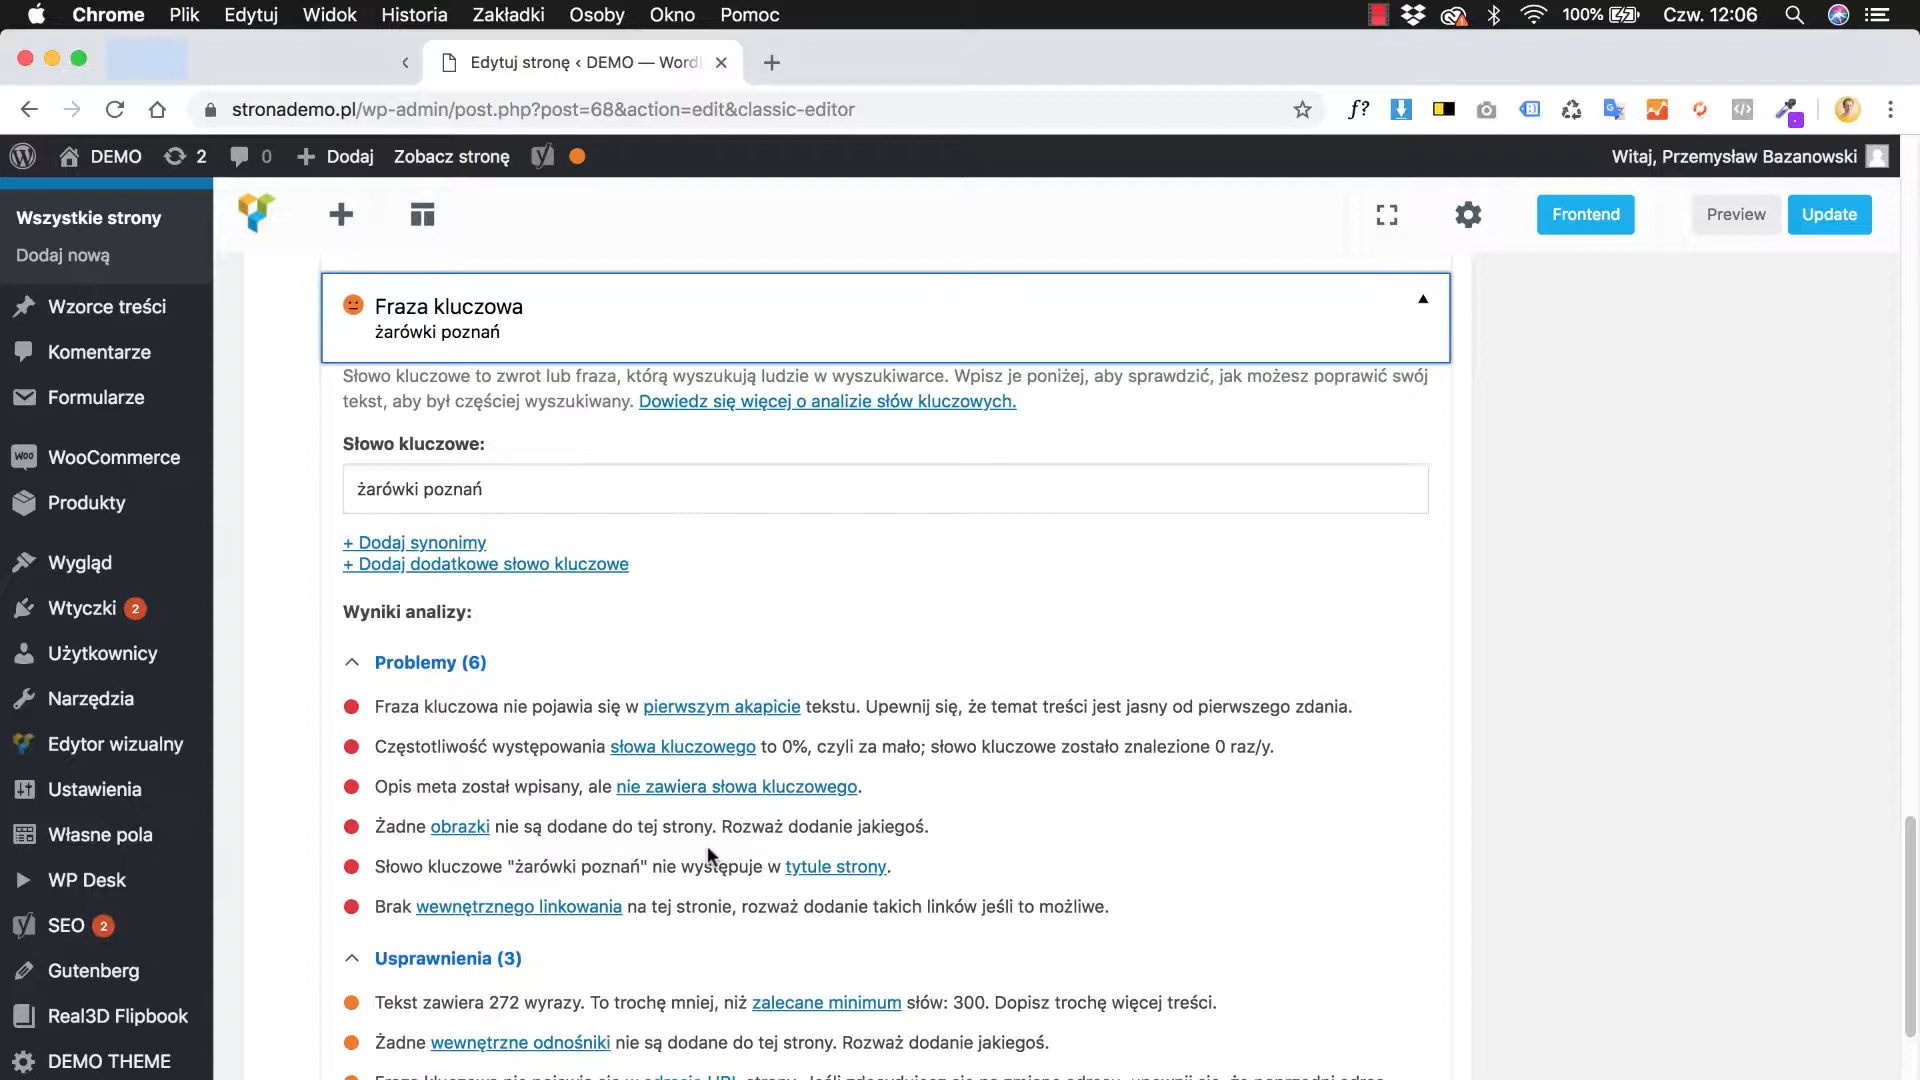 Chrome Plik Edytuj Widok Historia Zakładki Osoby Okno Pomoc 100% Czw. 12:06
Edytuj stronę ‹ DEMO — Word
stronademo.pl/wp-admin/post.php?post=68&action=edit&classic-editor
DEMO 2 0 Dodaj Zobacz stronę Witaj, Przemysław Bazanowski
Wszystkie strony
Dodaj nową
Wzorce treści
Komentarze
Formularze
WooCommerce
Produkty
Wygląd
Wtyczki 2
Użytkownicy
Narzędzia
Edytor wizualny
Ustawienia
Własne pola
WP Desk
SEO 2
Gutenberg
Real3D Flipbook
DEMO THEME
Frontend Preview Update
Fraza kluczowa
żarówki poznań
Słowo kluczowe to zwrot lub fraza, którą wyszukują ludzie w wyszukiwarce. Wpisz je poniżej, aby sprawdzić, jak możesz poprawić swój
tekst, aby był częściej wyszukiwany. Dowiedz się więcej o analizie słów kluczowych.
Słowo kluczowe:
żarówki poznań
+ Dodaj synonimy
+ Dodaj dodatkowe słowo kluczowe
Wyniki analizy:
Problemy (6)
Fraza kluczowa nie pojawia się w pierwszym akapicie tekstu. Upewnij się, że temat treści jest jasny od pierwszego zdania.
Częstotliwość występowania słowa kluczowego to 0%, czyli za mało; słowo kluczowe zostało znalezione 0 raz/y.
Opis meta został wpisany, ale nie zawiera słowa kluczowego.
Żadne obrazki nie są dodane do tej strony. Rozważ dodanie jakiegoś.
Słowo kluczowe "żarówki poznań" nie występuje w tytule strony.
Brak wewnętrznego linkowania na tej stronie, rozważ dodanie takich linków jeśli to możliwe.
Usprawnienia (3)
Tekst zawiera 272 wyrazy. To trochę mniej, niż zalecane minimum słów: 300. Dopisz trochę więcej treści.
Żadne wewnętrzne odnośniki nie są dodane do tej strony. Rozważ dodanie jakiegoś.